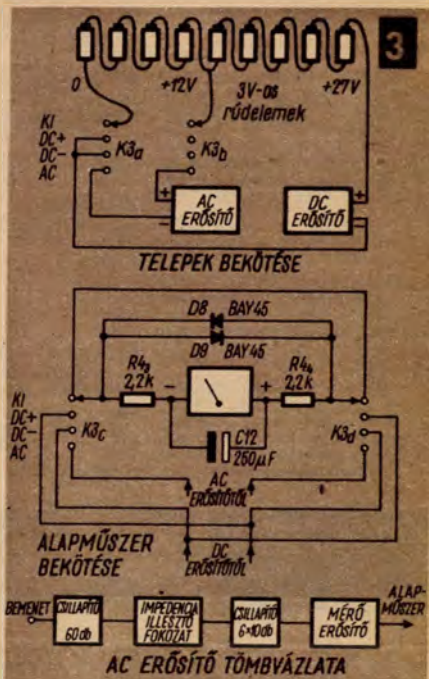 3
0
+12V
3V-os
rúdelemek
+27V
KI
DC+
DC-
AC
K3a
K3b
+
-
AC
ERŐSÍTŐ
DC
ERŐSÍTŐ
+
-
TELEPEK BEKÖTÉSE
D8 BAY45
D9 BAY45
R43
2,2k
-
+
R44
2,2k
KI
DC+
DC-
AC
K3c
K3d
C12
250µF
AC
ERŐSÍTŐTŐL
DC
ERŐSÍTŐTŐL
ALAPMŰSZER
BEKÖTÉSE
BEMENET
CSILLAPÍTÓ
60db
IMPEDENCIA
ILLESZTŐ
FOKOZAT
CSILLAPÍTÓ
6×10db
MÉRŐ
ERŐSÍTŐ
ALAP-
MŰSZER
AC ERŐSÍTŐ TÖMBVÁZLATA